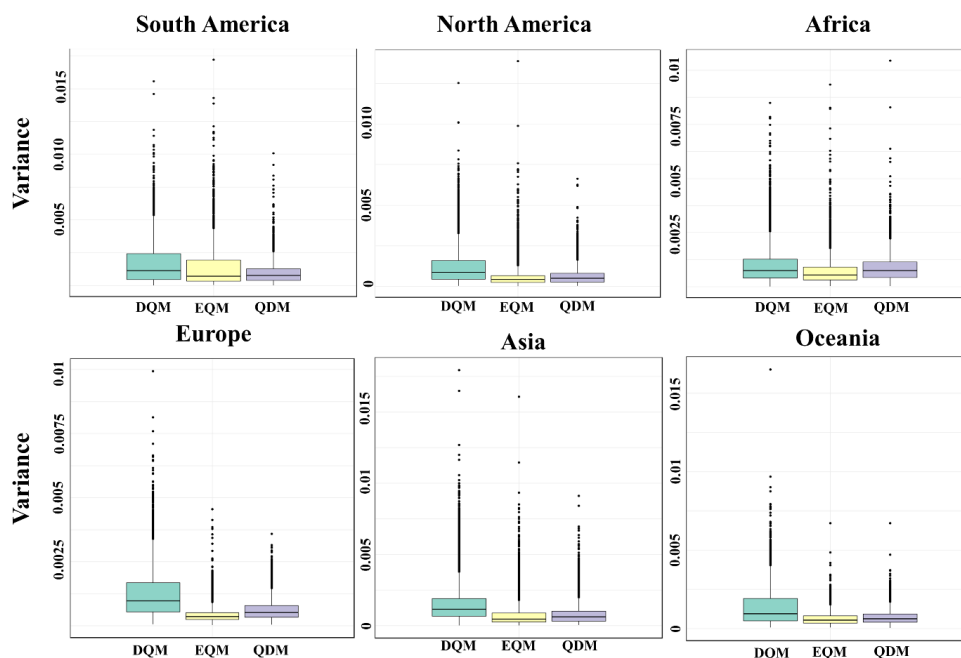 South America
North America
Africa
Variance
0.015
0.010
0.005
0.010
0.005
0
0.01
0.0075
0.005
0.0025
DQM EQM QDM
DQM EQM QDM
DQM EQM QDM
Europe
Asia
Oceania
Variance
0.01
0.0075
0.005
0.0025
0.015
0.01
0.005
0
0.015
0.01
0.005
0
DQM EQM QDM
DQM EQM QDM
DOM EQM QDM